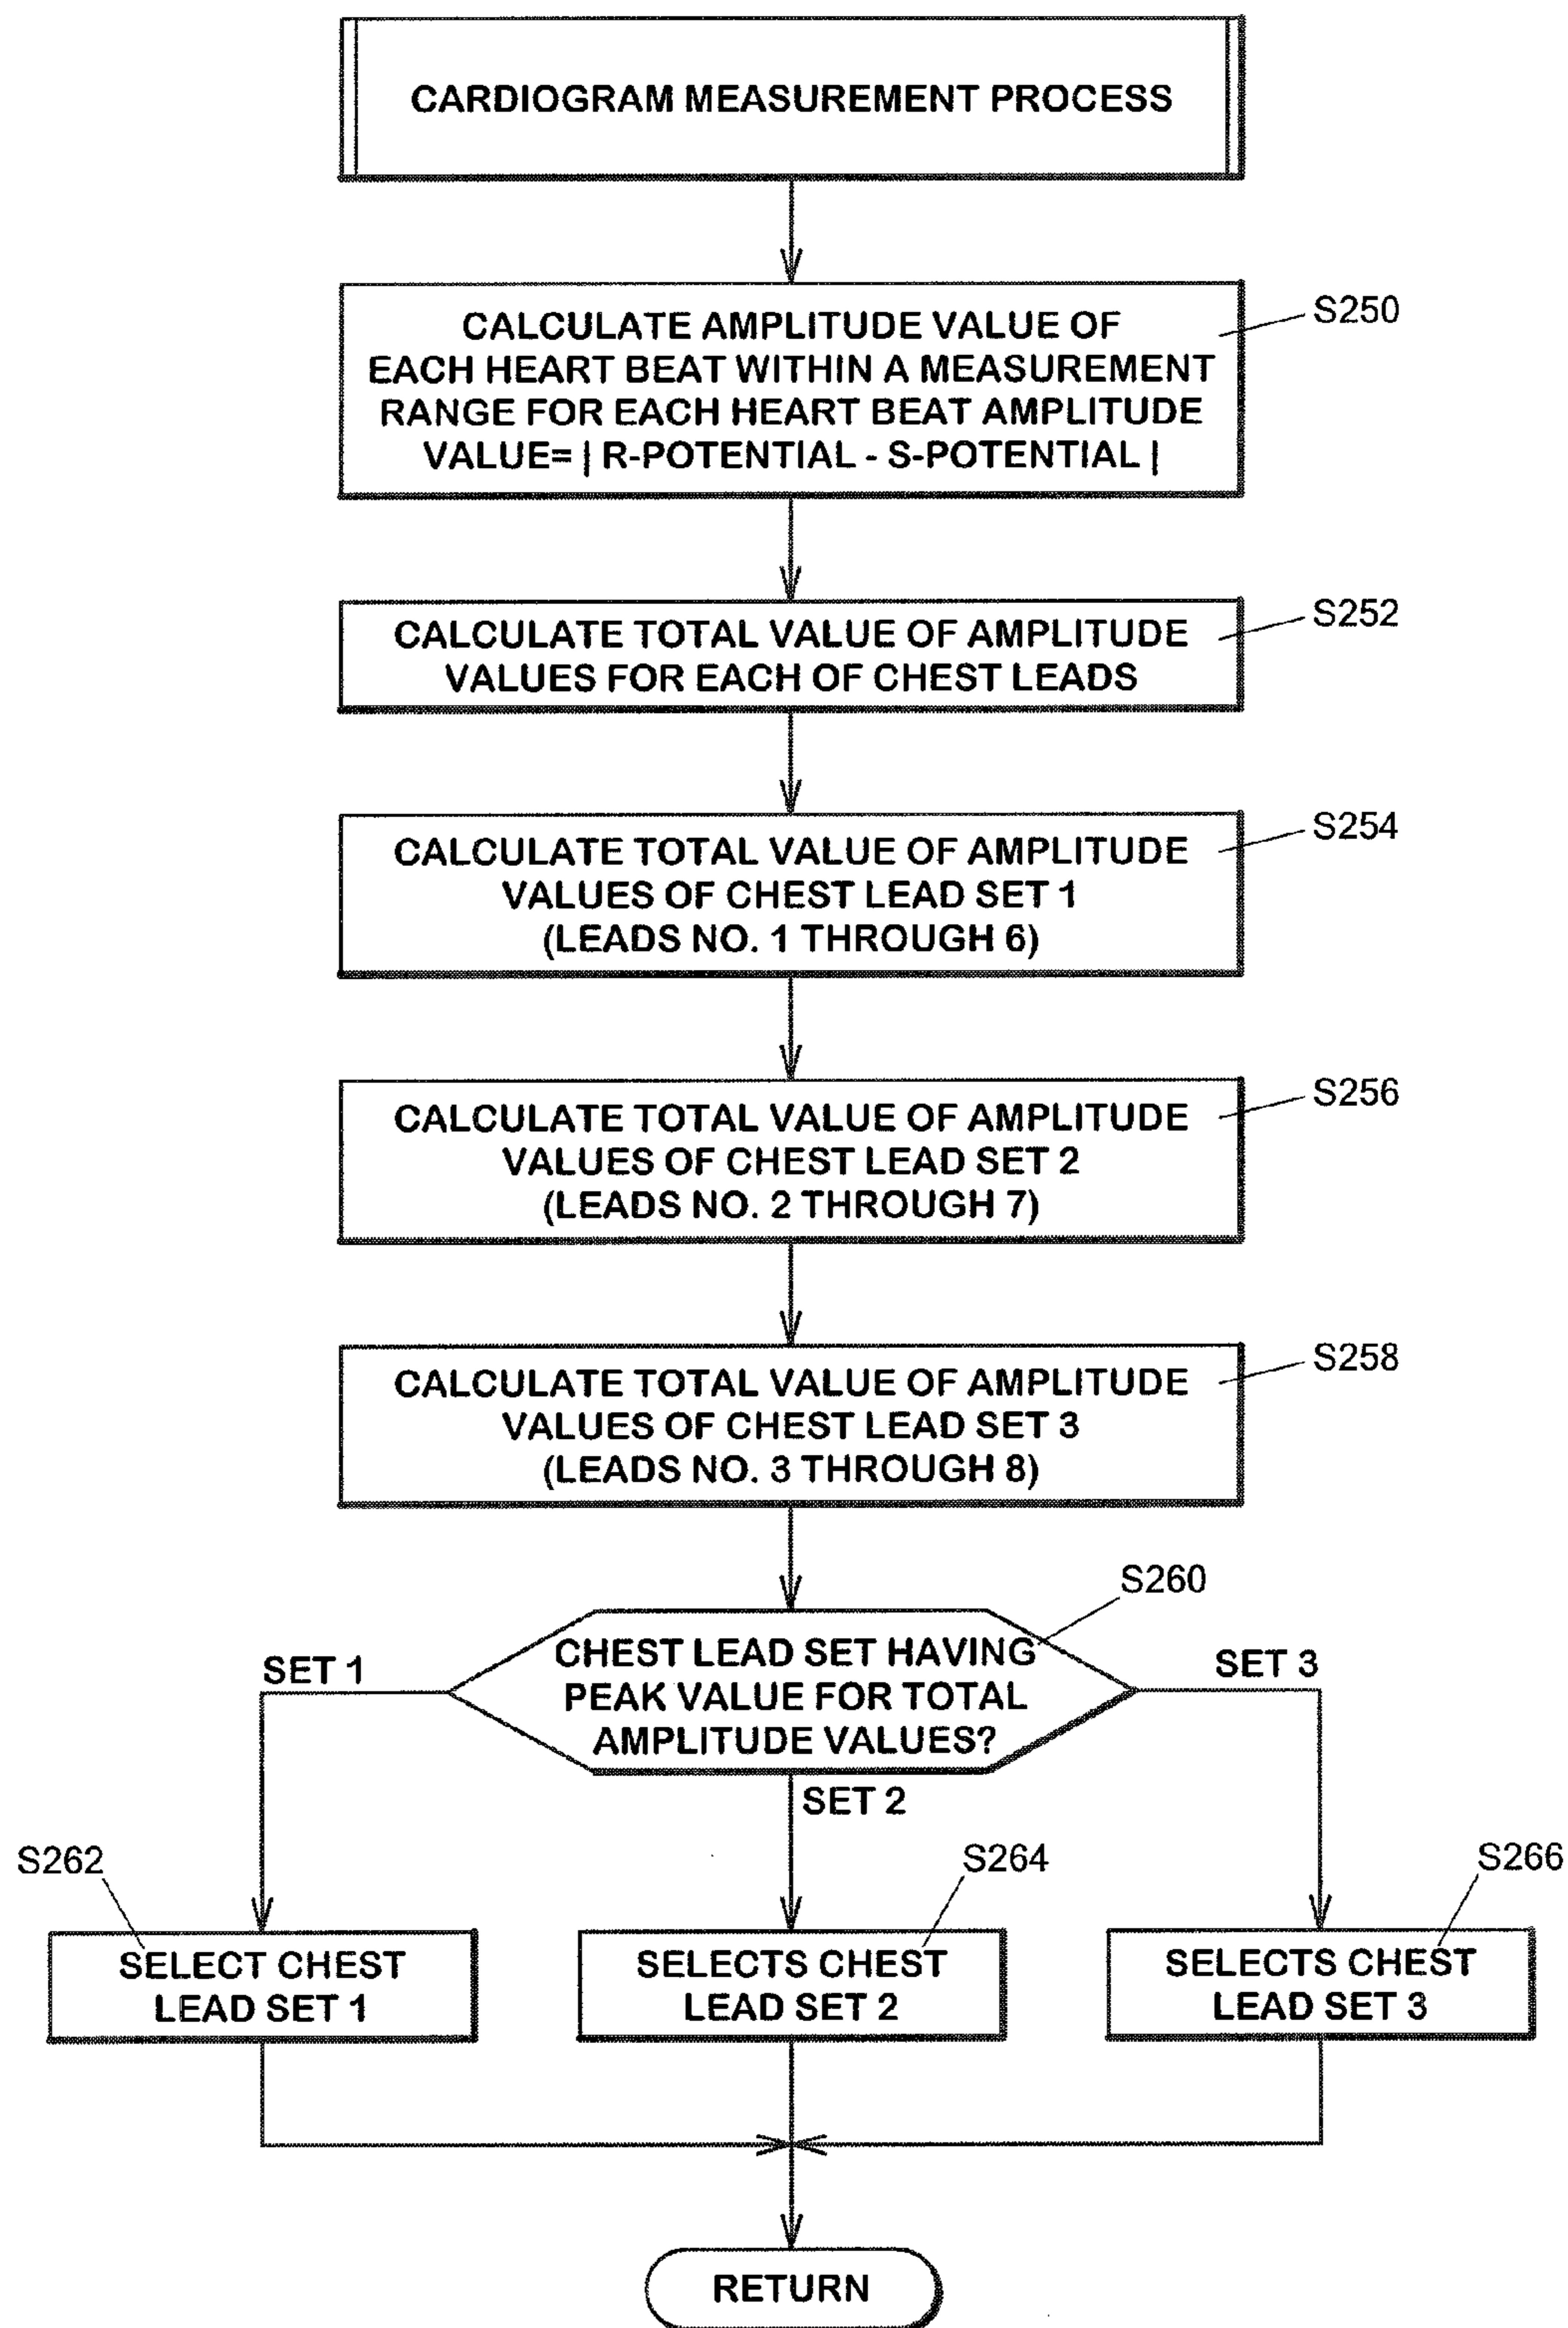 CARDIOGRAM MEASUREMENT PROCESS
CALCULATE AMPLITUDE VALUE OF
EACH HEART BEAT WITHIN A MEASUREMENT
RANGE FOR EACH HEART BEAT AMPLITUDE
VALUE= | R-POTENTIAL - S-POTENTIAL |
S250
CALCULATE TOTAL VALUE OF AMPLITUDE
VALUES FOR EACH OF CHEST LEADS
S252
CALCULATE TOTAL VALUE OF AMPLITUDE
VALUES OF CHEST LEAD SET 1
(LEADS NO. 1 THROUGH 6)
S254
CALCULATE TOTAL VALUE OF AMPLITUDE
VALUES OF CHEST LEAD SET 2
(LEADS NO. 2 THROUGH 7)
S256
CALCULATE TOTAL VALUE OF AMPLITUDE
VALUES OF CHEST LEAD SET 3
(LEADS NO. 3 THROUGH 8)
S258
S260
CHEST LEAD SET HAVING
PEAK VALUE FOR TOTAL
AMPLITUDE VALUES?
SET 1
SET 2
SET 3
S262
SELECT CHEST
LEAD SET 1
S264
SELECTS CHEST
LEAD SET 2
S266
SELECTS CHEST
LEAD SET 3
RETURN